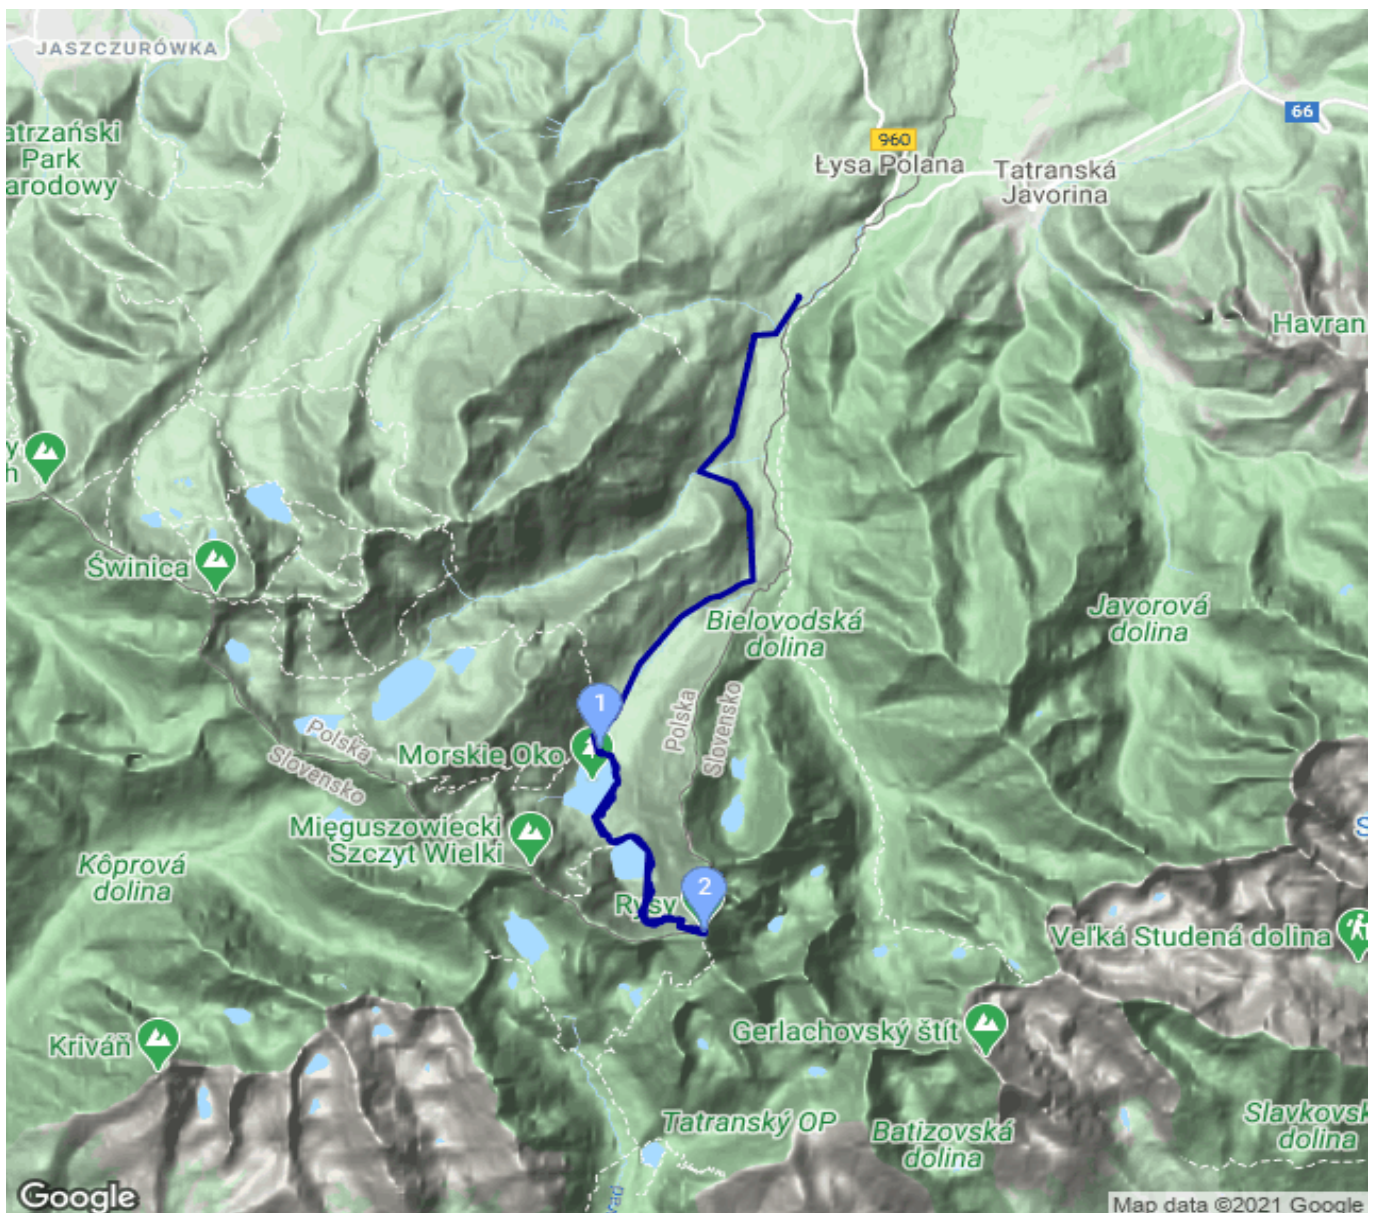 JASZCZURÓWKA
atrzański
Park
arodowy
66
960
Łysa Polana
Tatranská
Javorina
Havran
y
h
Świnica
Bielovodská
dolina
Javorová
dolina
Polska
Slovensko
Polska
Slovensko
1
Morskie Oko
Mięguszowiecki
Szczyt Wielki
Kôprová
dolina
2
Rysy
S
Veľká Studená dolina
Gerlachovský štít
Kriváň
Tatranský OP
Batizovská
dolina
Slavkovsk
dolina
rad
Google
Map data ©2021 Google